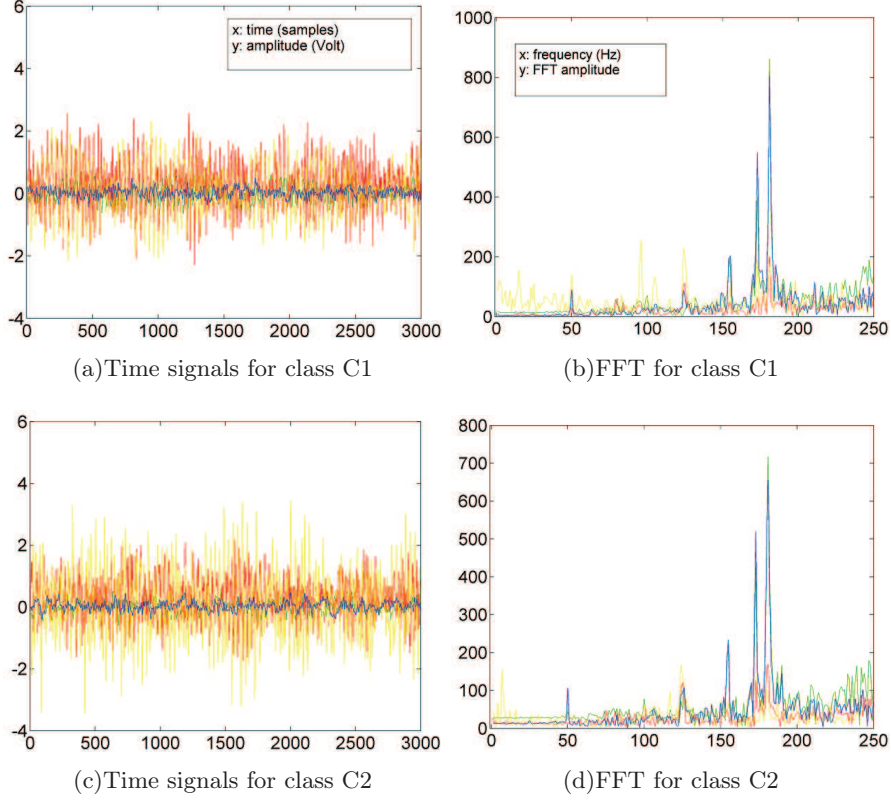 x: time (samples)
y: amplitude (Volt)
6
4
2
0
-2
-4
0 500 1000 1500 2000 2500 3000
(a)Time signals for class C1
x: frequency (Hz)
y: FFT amplitude
1000
800
600
400
200
0
0 50 100 150 200 250
(b)FFT for class C1
6
4
2
0
-2
-4
0 500 1000 1500 2000 2500 3000
(c)Time signals for class C2
800
700
600
500
400
300
200
100
0
0 50 100 150 200 250
(d)FFT for class C2